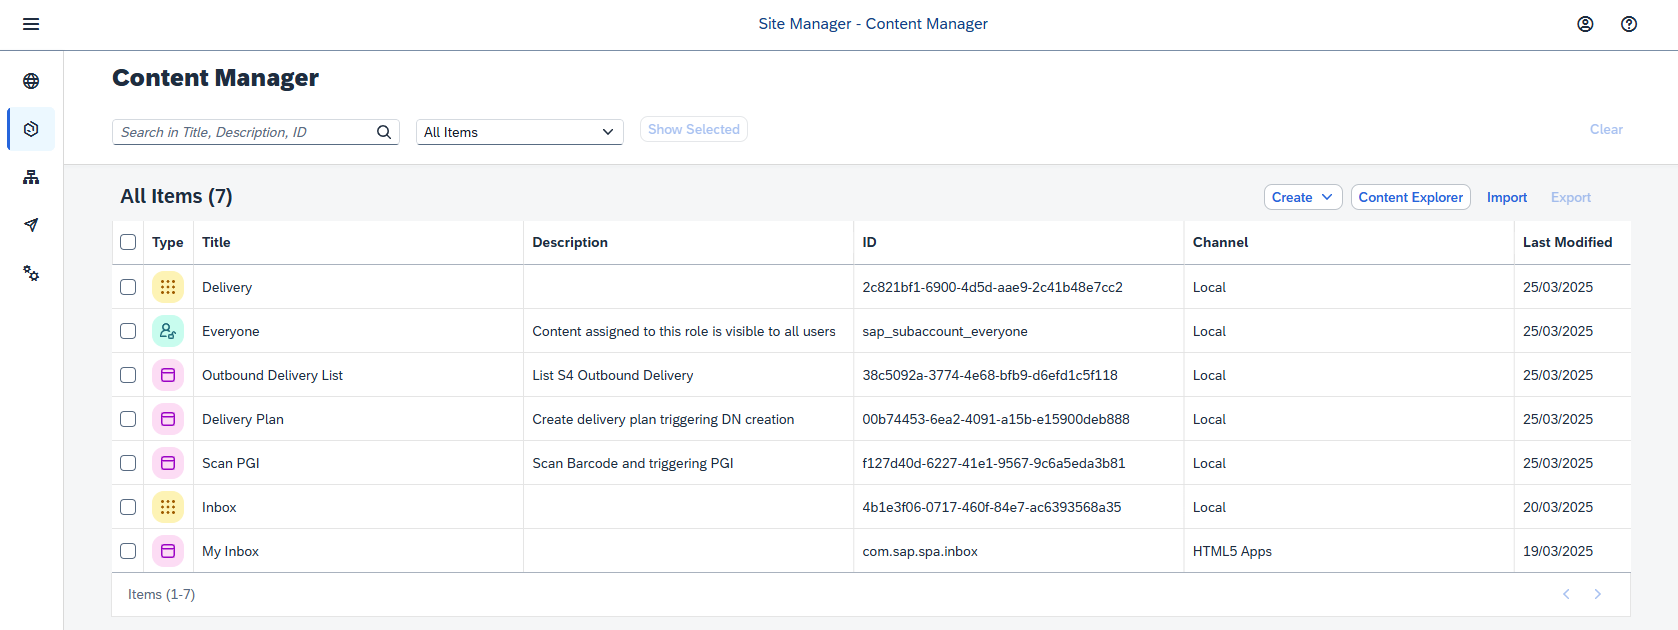 Site Manager - Content Manager
Content Manager
Search in Title, Description, ID
All Items
Show Selected
Clear
All Items (7)
Create
Content Explorer
Import
Export
Type Title Description ID Channel Last Modified
Delivery 2c821bf1-6900-4d5d-aae9-2c41b48e7cc2 Local 25/03/2025
Everyone Content assigned to this role is visible to all users sap_subaccount_everyone Local 25/03/2025
Outbound Delivery List List S4 Outbound Delivery 38c5092a-3774-4e68-bfb9-d6efd1c5f118 Local 25/03/2025
Delivery Plan Create delivery plan triggering DN creation 00b74453-6ea2-4091-a15b-e15900deb888 Local 25/03/2025
Scan PGI Scan Barcode and triggering PGI f127d40d-6227-41e1-9567-9c6a5eda3b81 Local 25/03/2025
Inbox 4b1e3f06-0717-460f-84e7-ac6393568a35 Local 20/03/2025
My Inbox com.sap.spa.inbox HTML5 Apps 19/03/2025
Items (1-7)